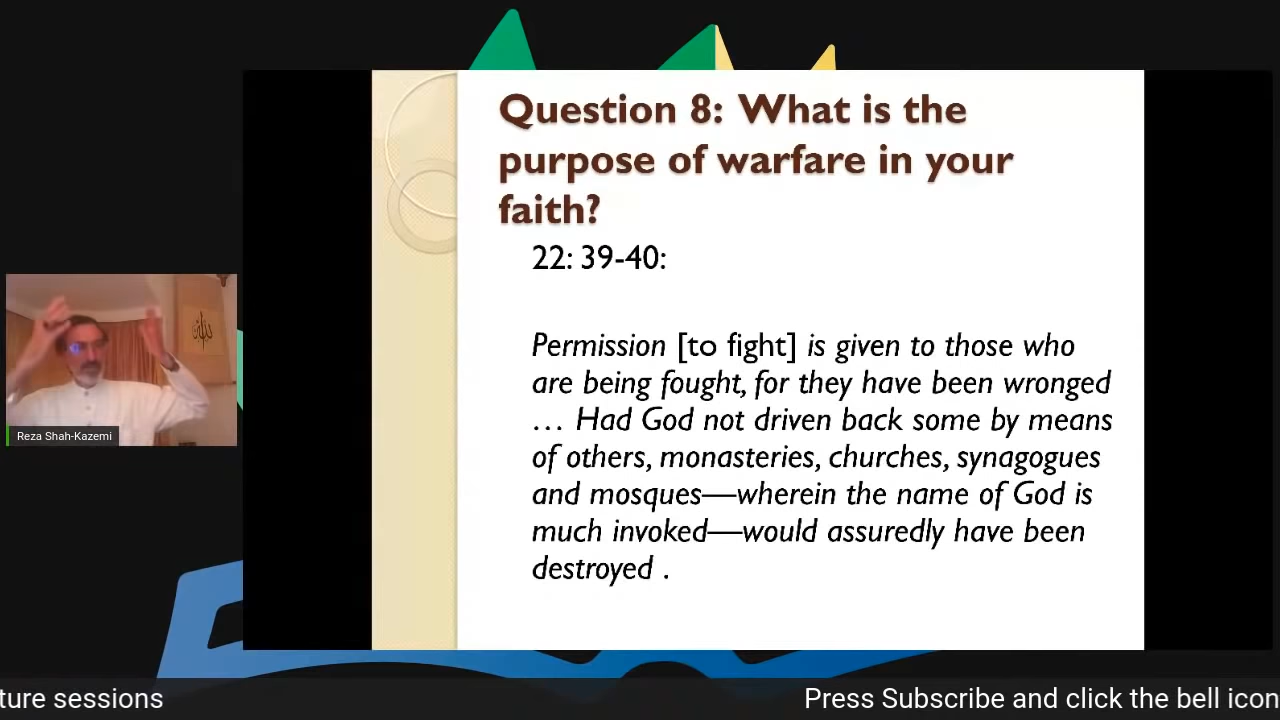 Question 8: What is the
purpose of warfare in your
faith?
22: 39-40:
Permission [to fight] is given to those who
are being fought, for they have been wronged
… Had God not driven back some by means
of others, monasteries, churches, synagogues
and mosques—wherein the name of God is
much invoked—would assuredly have been
destroyed .
Reza Shah-Kazemi
ture sessions
Press Subscribe and click the bell icon